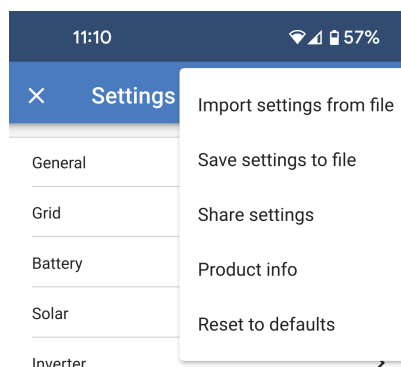 11:10
57%
Settings
Import settings from file
Save settings to file
Share settings
Product info
Reset to defaults
General
Grid
Battery
Solar
Inverter